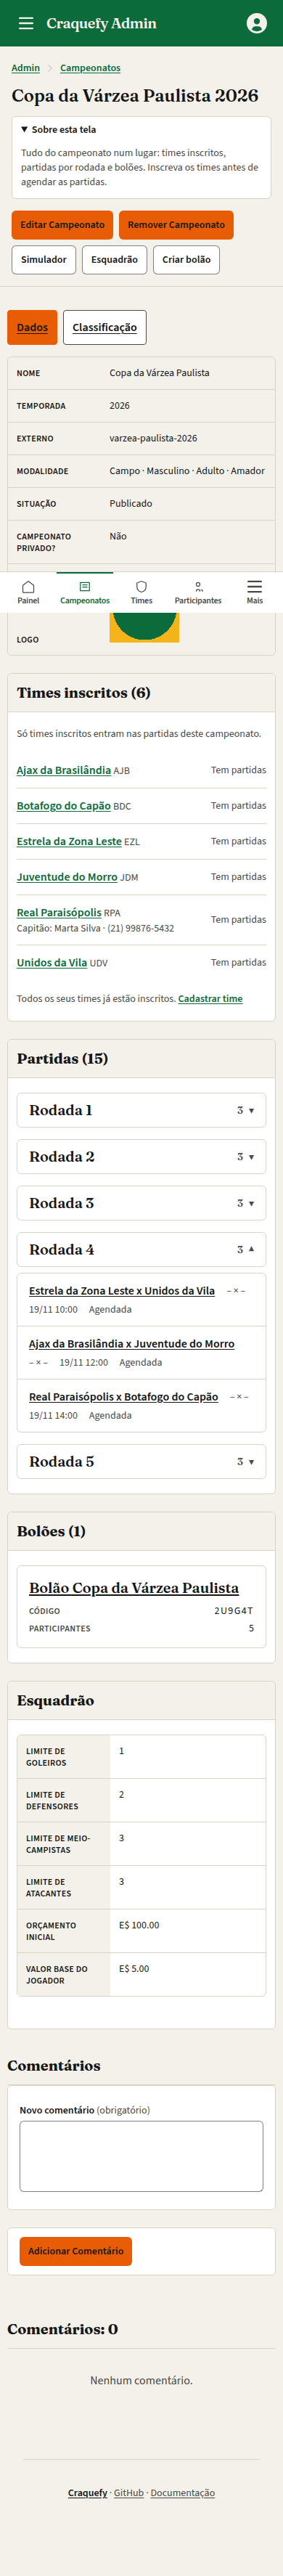 Craquefy Admin
Admin > Campeonatos
Copa da Várzea Paulista 2026
▼ Sobre esta tela
Tudo do campeonato num lugar: times inscritos,
partidas por rodada e bolões. Inscreva os times antes de
agendar as partidas.
Editar Campeonato Remover Campeonato
Simulador Esquadrão Criar bolão
Dados Classificação
NOME Copa da Várzea Paulista
TEMPORADA 2026
EXTERNO varzea-paulista-2026
MODALIDADE Campo · Masculino · Adulto · Amador
SITUAÇÃO Publicado
CAMPEONATO Não
PRIVADO?
Painel Campeonatos Times Participantes Mais
LOGO
Times inscritos (6)
Só times inscritos entram nas partidas deste campeonato.
Ajax da Brasilândia AJB Tem partidas
Botafogo do Capão BDC Tem partidas
Estrela da Zona Leste EZL Tem partidas
Juventude do Morro JDM Tem partidas
Real Paraisópolis RPA Tem partidas
Capitão: Marta Silva · (21) 99876-5432
Unidos da Vila UDV Tem partidas
Todos os seus times já estão inscritos. Cadastrar time
Partidas (15)
Rodada 1 3 ▼
Rodada 2 3 ▼
Rodada 3 3 ▼
Rodada 4 3 ▲
Estrela da Zona Leste x Unidos da Vila – × –
19/11 10:00 Agendada
Ajax da Brasilândia x Juventude do Morro
– × – 19/11 12:00 Agendada
Real Paraisópolis x Botafogo do Capão – × –
19/11 14:00 Agendada
Rodada 5 3 ▼
Bolões (1)
Bolão Copa da Várzea Paulista
CÓDIGO 2U9G4T
PARTICIPANTES 5
Esquadrão
LIMITE DE 1
GOLEIROS
LIMITE DE 2
DEFENSORES
LIMITE DE MEIO- 3
CAMPISTAS
LIMITE DE 3
ATACANTES
ORÇAMENTO E$ 100.00
INICIAL
VALOR BASE DO E$ 5.00
JOGADOR
Comentários
Novo comentário (obrigatório)
Adicionar Comentário
Comentários: 0
Nenhum comentário.
Craquefy · GitHub · Documentação